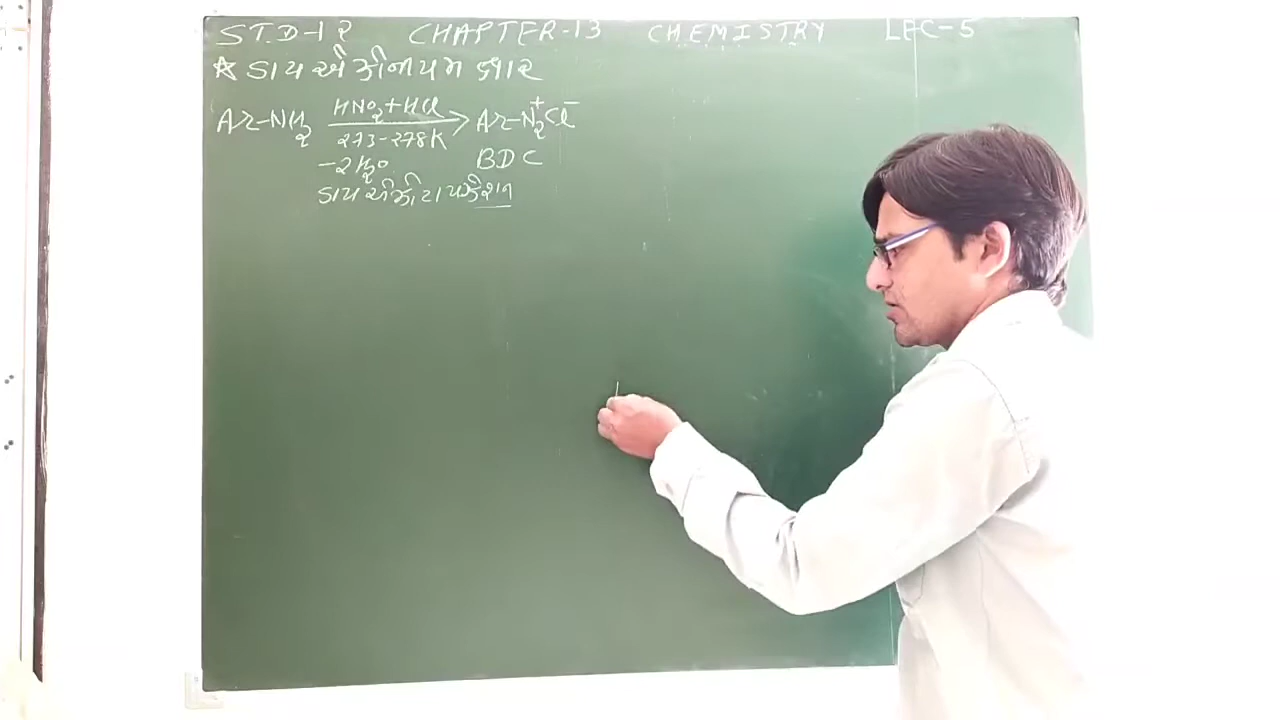 STD-12 CHAPTER-13 CHEMISTRY LEC-5
☆ ડાયએઝોનીયમ ક્ષાર
Ar-NH₂ HNO₂+HCl 273-278K → Ar-N₂⁺Cl⁻
-2H₂O BDC
ડાયએઝોટાયઝેશન